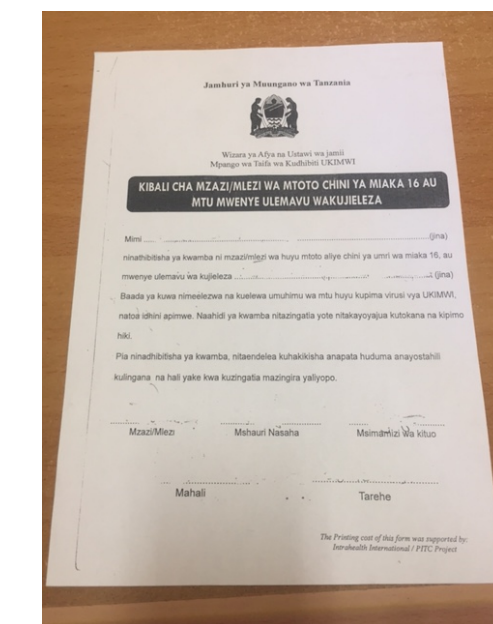 Jamhuri ya Muungano wa Tanzania
Wizara ya Afya na Ustawi wa jamii
Mpango wa Taifa wa Kudhibiti UKIMWI
KIBALI CHA MZAZI/MLEZI WA MTOTO CHINI YA MIAKA 16 AU
MTU MWENYE ULEMAVU WAKUJIELEZA
Mimi (jina)
ninathibitisha ya kwamba ni mzazi/mlezi wa huyu mtoto aliye chini ya umri wa miaka 16, au
mwenye ulemavu wa kujieleza (jina)
Baada ya kuwa nimeelezwa na kuelewa umuhimu wa mtu huyu kupima virusi vya UKIMWI,
natoa idhini apimwe. Naahidi ya kwamba nitazingatia yote nitakayoyajua kutokana na kipimo
hiki.
Pia ninadhibitisha ya kwamba, nitaendelea kuhakikisha anapata huduma anayostahili
kulingana na hali yake kwa kuzingatia mazingira yaliyopo.
Mzazi/Mlezi Mshauri Nasaha Msimamizi wa kituo
Mahali Tarehe
The Printing cost of this form was supported by:
Intrahealth International / PITC Project